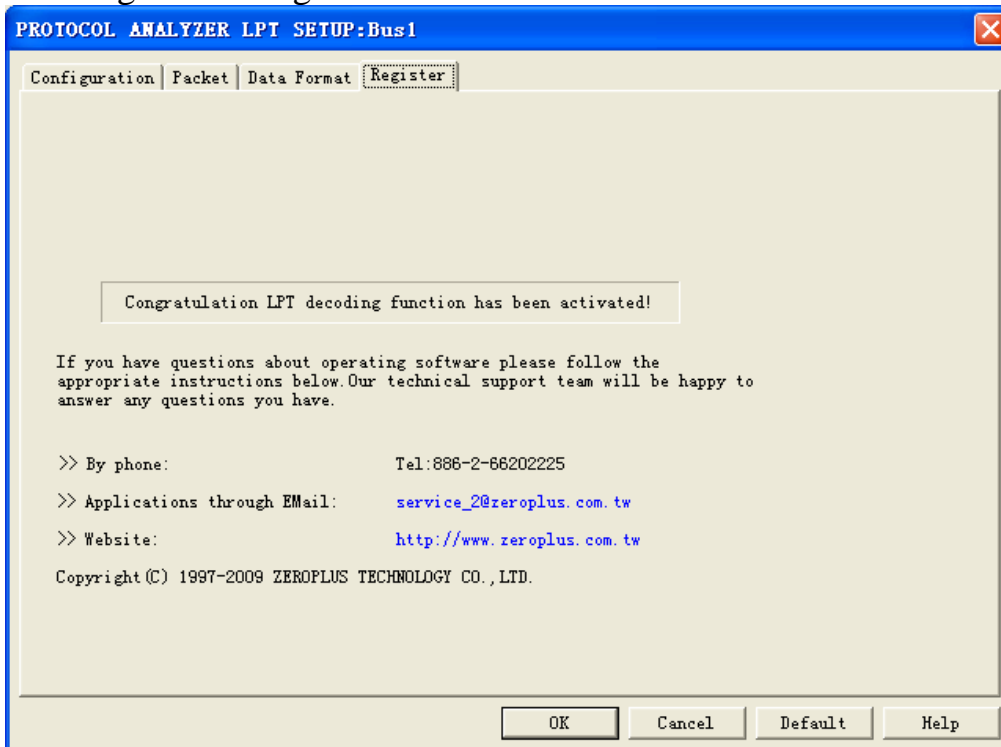 PROTOCOL ANALYZER LPT SETUP:Bus1
Configuration Packet Data Format Register
Congratulation LPT decoding function has been activated!
If you have questions about operating software please follow the
appropriate instructions below.Our technical support team will be happy to
answer any questions you have.
>> By phone: Tel:886-2-66202225
>> Applications through EMail: service_2@zeroplus.com.tw
>> Website: http://www.zeroplus.com.tw
Copyright(C) 1997-2009 ZEROPLUS TECHNOLOGY CO.,LTD.
OK Cancel Default Help